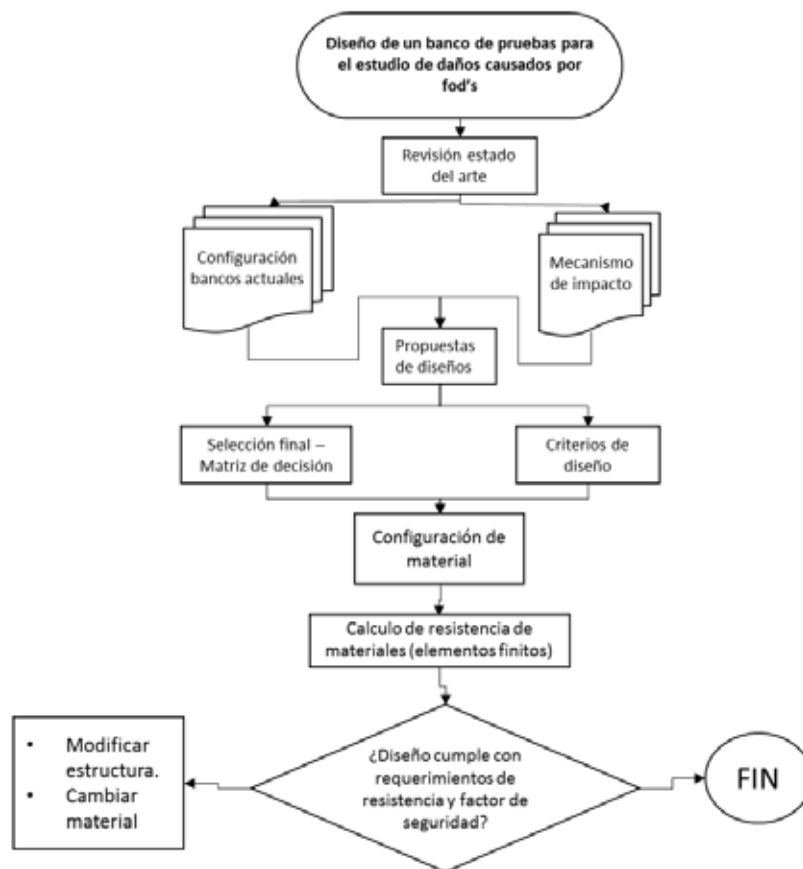 Diseño de un banco de pruebas para
el estudio de daños causados por
fod's
Revisión estado
del arte
Configuración
bancos actuales
Mecanismo
de impacto
Propuestas
de diseños
Selección final –
Matriz de decisión
Criterios de
diseño
Configuración de
material
Calculo de resistencia de
materiales (elementos finitos)
• Modificar
estructura.
• Cambiar
material
¿Diseño cumple con
requerimientos de
resistencia y factor de
seguridad?
FIN